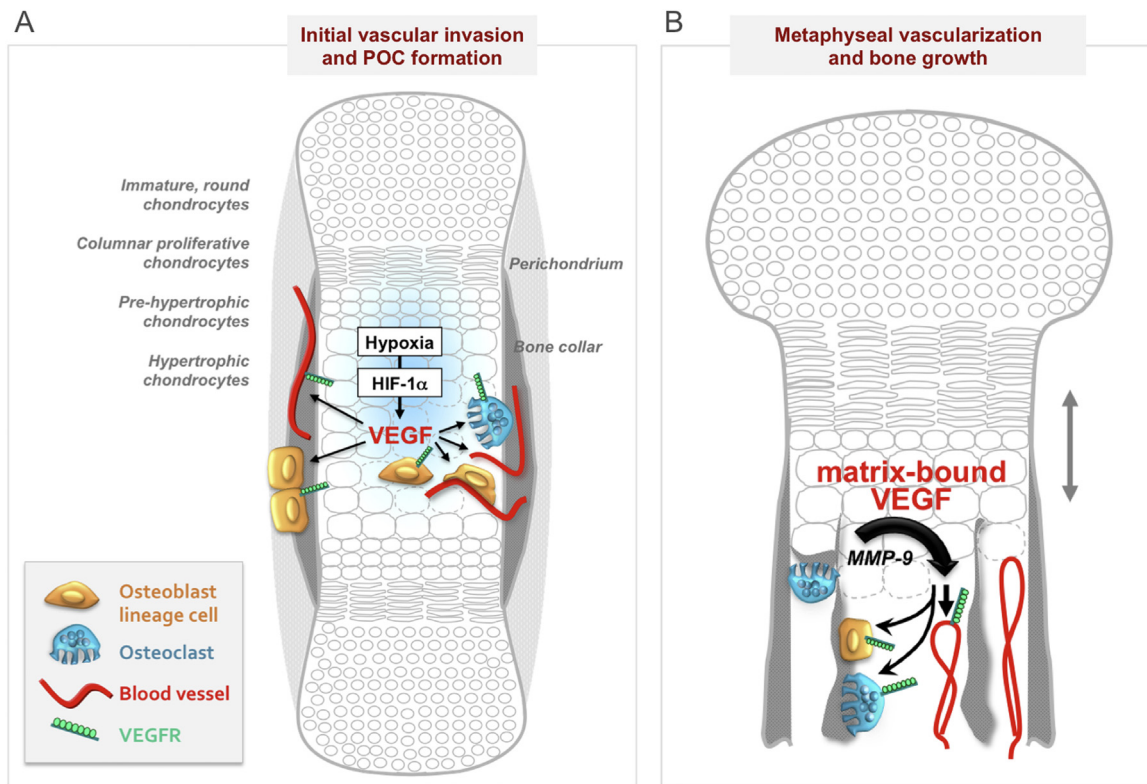 A
Initial vascular invasion
and POC formation
Immature, round
chondrocytes
Columnar proliferative
chondrocytes
Pre-hypertrophic
chondrocytes
Hypertrophic
chondrocytes
Perichondrium
Bone collar
Hypoxia
HIF-1α
VEGF
Osteoblast
lineage cell
Osteoclast
Blood vessel
VEGFR
B
Metaphyseal vascularization
and bone growth
matrix-bound
VEGF
MMP-9